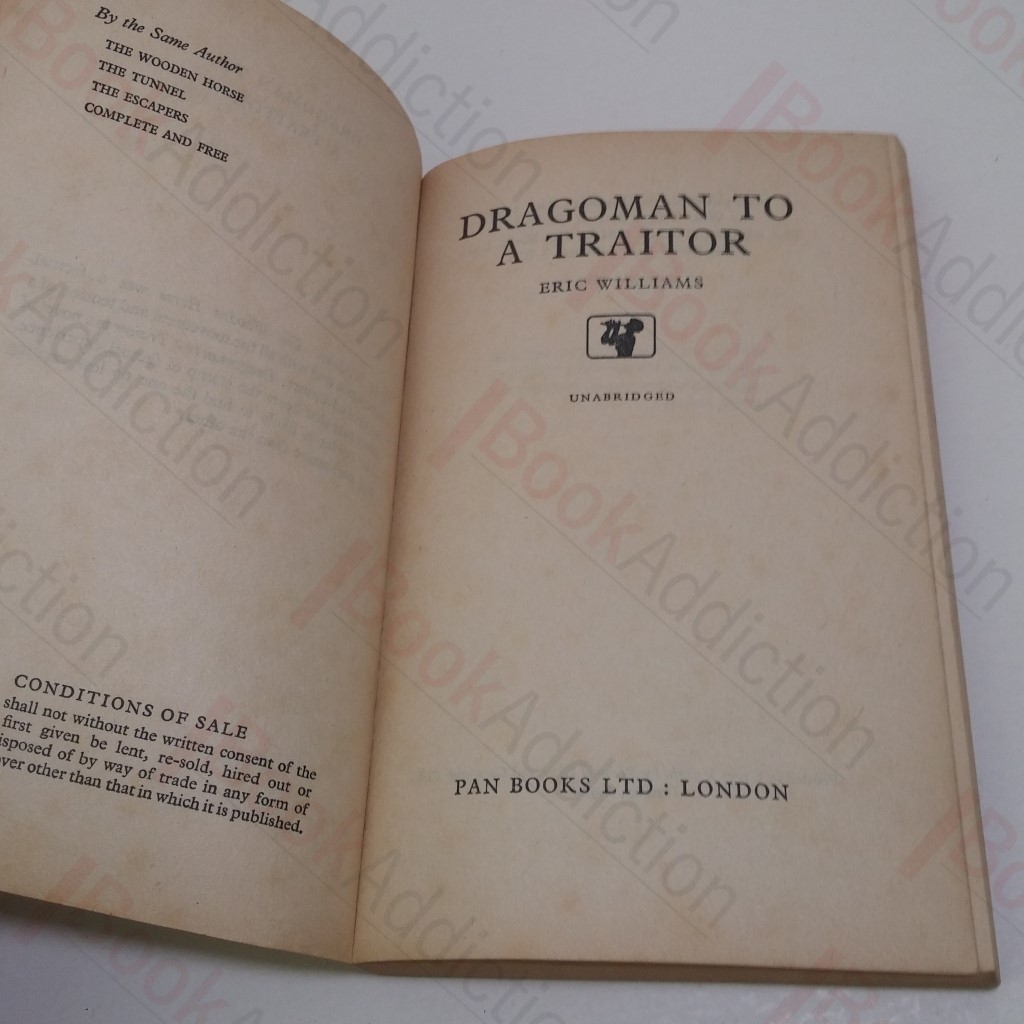 By the Same Author
THE WOODEN HORSE
THE TUNNEL
THE ESCAPERS
COMPLETE AND FREE
CONDITIONS OF SALE
shall not without the written consent of the
first given be lent, re-sold, hired out or
isposed of by way of trade in any form of
ver other than that in which it is published.
DRAGOMAN TO
A TRAITOR
ERIC WILLIAMS
UNABRIDGED
PAN BOOKS LTD : LONDON
BookAddiction